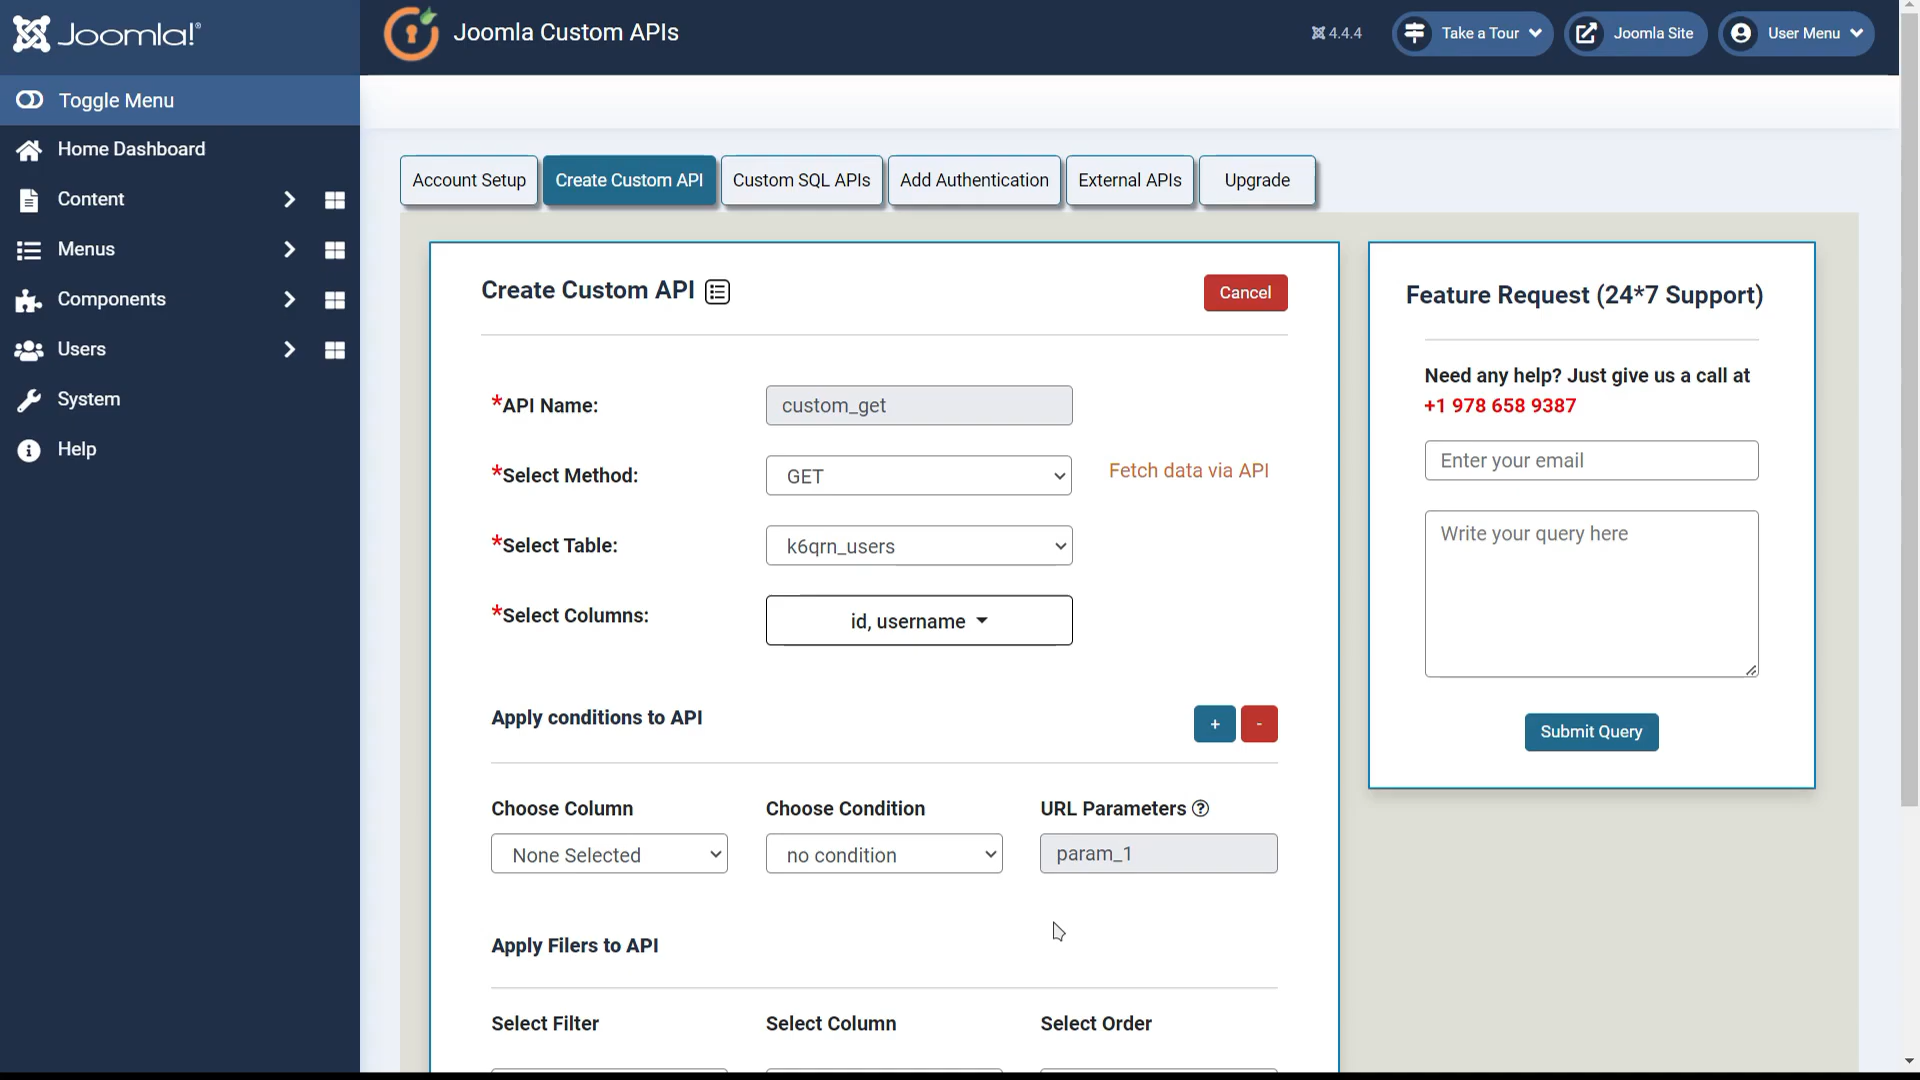 Joomla!®
Joomla Custom APIs
4.4.4
Take a Tour
Joomla Site
User Menu
Toggle Menu
Home Dashboard
Content
Menus
Components
Users
System
Help
Account Setup
Create Custom API
Custom SQL APIs
Add Authentication
External APIs
Upgrade
Create Custom API
Cancel
*API Name:
custom_get
*Select Method:
GET
Fetch data via API
*Select Table:
k6qrn_users
*Select Columns:
id, username
Apply conditions to API
+
-
Choose Column
Choose Condition
URL Parameters
None Selected
no condition
param_1
Apply Filers to API
Select Filter
Select Column
Select Order
Feature Request (24*7 Support)
Need any help? Just give us a call at
+1 978 658 9387
Enter your email
Write your query here
Submit Query